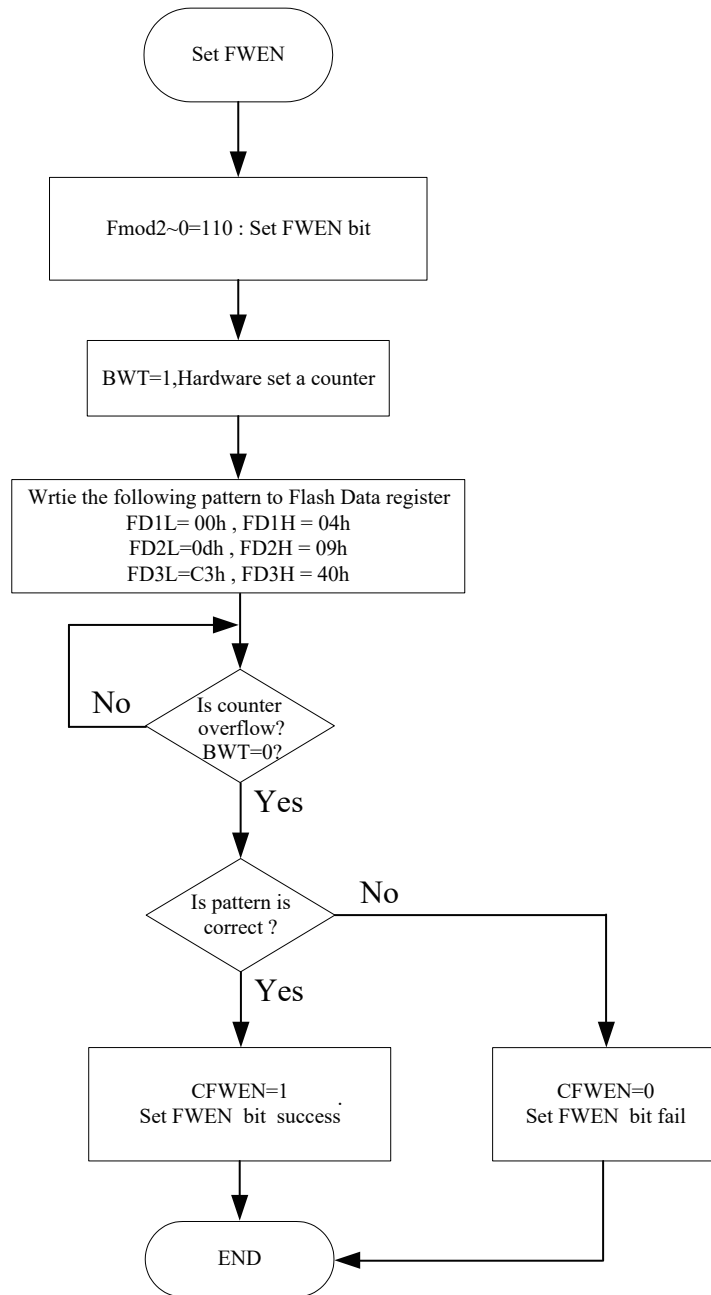 Set FWEN
Fmod2~0=110 : Set FWEN bit
BWT=1,Hardware set a counter
Wrtie the following pattern to Flash Data register
FD1L= 00h , FD1H = 04h
FD2L=0dh , FD2H = 09h
FD3L=C3h , FD3H = 40h
Is counter
overflow?
BWT=0?
No
Yes
Is pattern is
correct ?
No
Yes
CFWEN=1
Set FWEN bit success.
CFWEN=0
Set FWEN bit fail
END